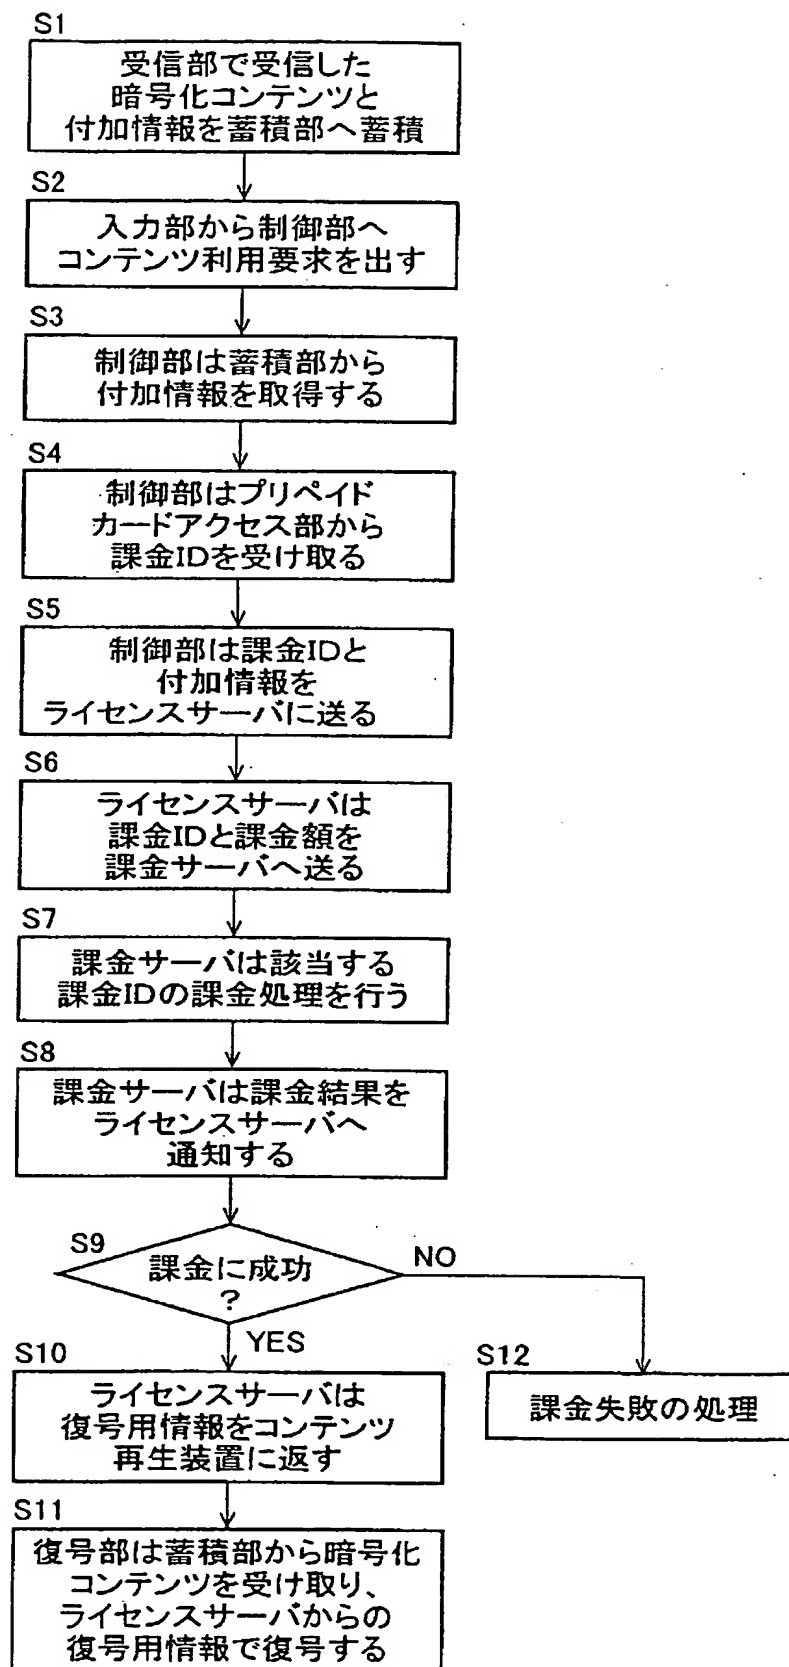 S1
受信部で受信した
暗号化コンテンツと
付加情報を蓄積部へ蓄積
S2
入力部から制御部へ
コンテンツ利用要求を出す
S3
制御部は蓄積部から
付加情報を取得する
S4
制御部はプリペイド
カードアクセス部から
課金IDを受け取る
S5
制御部は課金IDと
付加情報を
ライセンスサーバに送る
S6
ライセンスサーバは
課金IDと課金額を
課金サーバへ送る
S7
課金サーバは該当する
課金IDの課金処理を行う
S8
課金サーバは課金結果を
ライセンスサーバへ
通知する
S9
課金に成功
?
NO
YES
S10
ライセンスサーバは
復号用情報をコンテンツ
再生装置に返す
S12
課金失敗の処理
S11
復号部は蓄積部から暗号化
コンテンツを受け取り、
ライセンスサーバからの
復号用情報で復号する